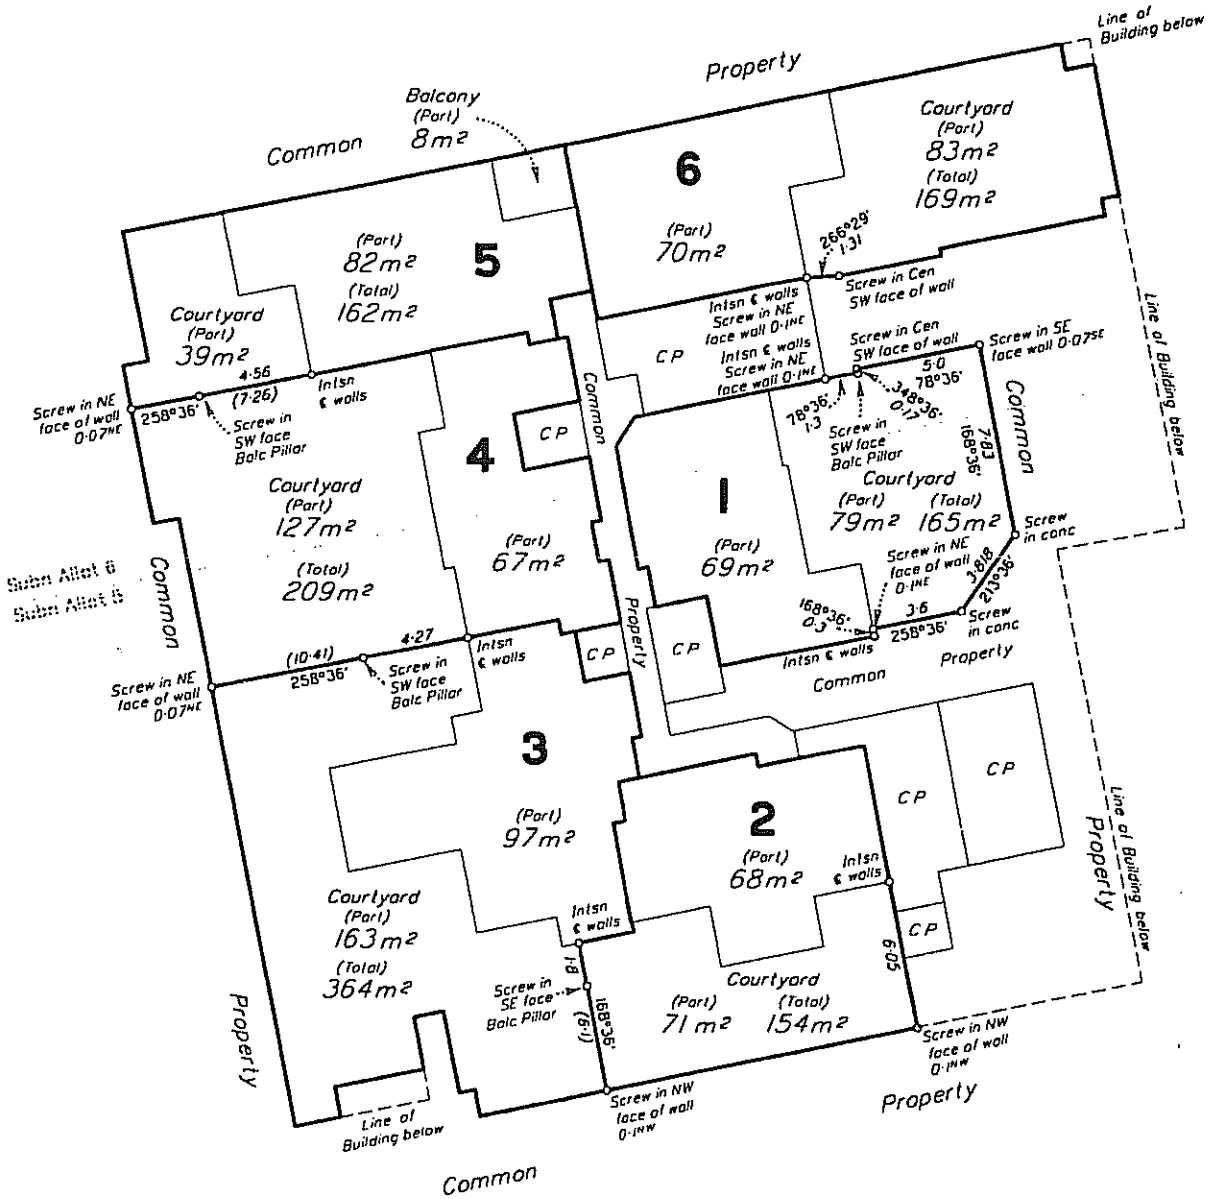 Line of
Building below
Property
Balcony
(Part)
8m²
Common
Courtyard
(Part)
83m²
(Total)
169m²
6
(Part)
70m²
266°29'
1·31
(Part)
82m²
(Total)
162m²
5
Screw in Cen
SW face of wall
Intsn ℄ walls
Screw in NE
face wall 0·1NE
Intsn ℄ walls
Screw in NE
face wall 0·1NE
Courtyard
(Part)
39m²
4·56
(7·26)
258°36'
Intsn
℄ walls
Screw in NE
face of wall
0·07NE
Screw in
SW face
Balc Pillar
CP
Screw in Cen
SW face of wall
Screw in SE
face wall 0·07SE
5·0
78°36'
348°36'
0·17
78°36'
1·3
Screw in
SW face
Balc Pillar
Line of Building below
Common
Common
CP
4
7·83
168°36'
Courtyard
(Part)
127m²
(Total)
209m²
(Part)
67m²
1
(Part)
69m²
Courtyard
(Part)
79m²
(Total)
165m²
Screw
in conc
Screw in NE
face of wall
0·1NE
3·818
213°36'
168°36'
0·3
3·6
258°36'
Screw
in conc
Intsn ℄ walls
Subn Allot 6
Subn Allot 5
Common
Property
CP
CP
Common
Property
(10·41)
4·27
258°36'
Intsn
℄ walls
Screw in
SW face
Balc Pillar
Screw in NE
face of wall
0·07NE
3
(Part)
97m²
2
(Part)
68m²
CP
CP
Intsn
℄ walls
Property
Line of Building below
CP
6·05
Courtyard
(Part)
163m²
(Total)
364m²
Intsn
℄ walls
1·8
Screw in
SE face
Balc Pillar
168°36'
(6·1)
Courtyard
(Part)
71m²
(Total)
154m²
Screw in NW
face of wall
0·1NW
Property
Property
Line of
Building below
Screw in NW
face of wall
0·1NW
Common